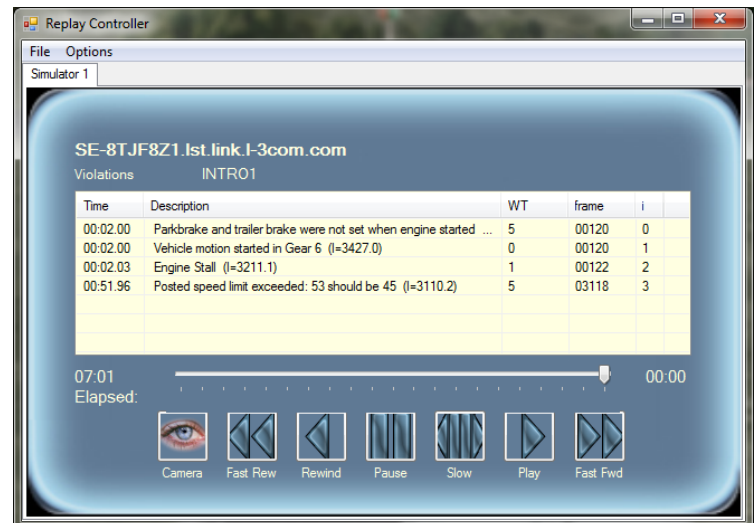 Replay Controller
File Options
Simulator 1
SE-8TJF8Z1.lst.link.l-3com.com
Violations INTRO1
Time Description WT frame i
00:02.00 Parkbrake and trailer brake were not set when engine started ... 5 00120 0
00:02.00 Vehicle motion started in Gear 6 (I=3427.0) 0 00120 1
00:02.03 Engine Stall (I=3211.1) 1 00122 2
00:51.96 Posted speed limit exceeded: 53 should be 45 (I=3110.2) 5 03118 3
07:01 00:00
Elapsed:
Camera Fast Rew Rewind Pause Slow Play Fast Fwd